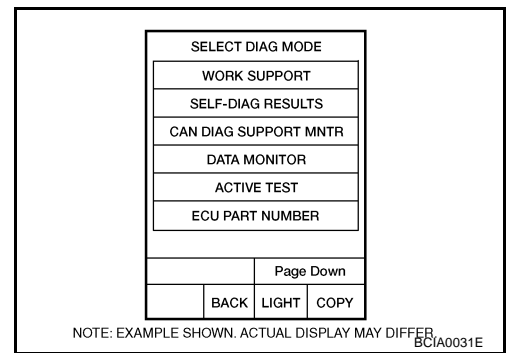 SELECT DIAG MODE
WORK SUPPORT
SELF-DIAG RESULTS
CAN DIAG SUPPORT MNTR
DATA MONITOR
ACTIVE TEST
ECU PART NUMBER
Page Down
BACK LIGHT COPY
NOTE: EXAMPLE SHOWN. ACTUAL DISPLAY MAY DIFFER.
BCIA0031E